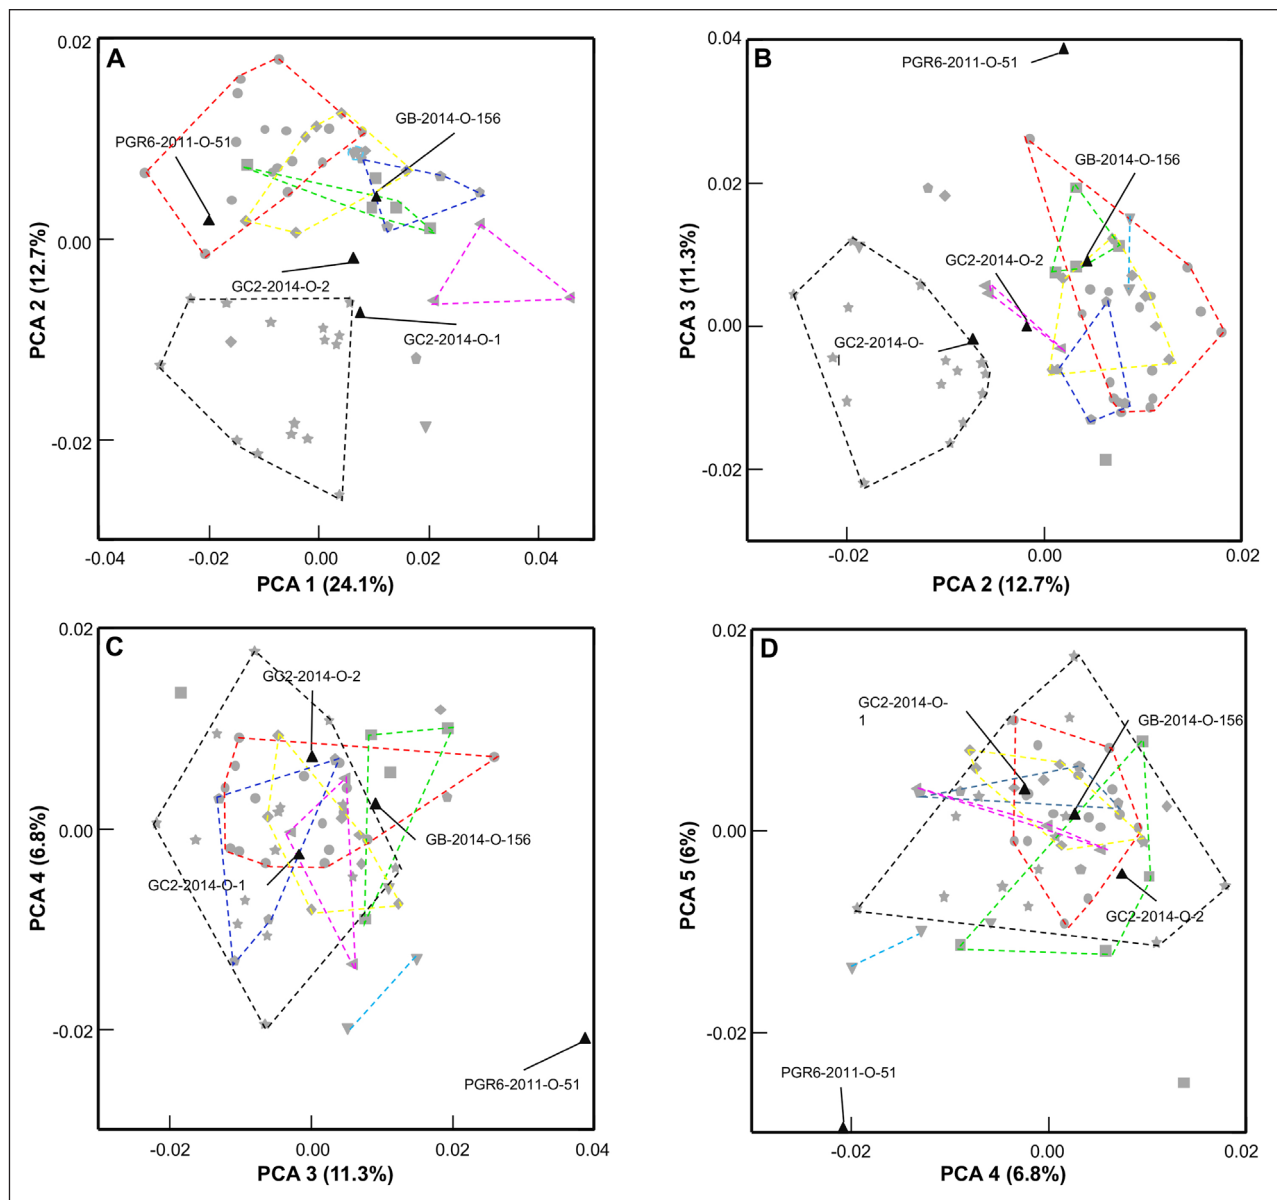 A
0.02
0.00
-0.02
PCA 2 (12.7%)
PGR6-2011-O-51
GB-2014-O-156
GC2-2014-O-2
GC2-2014-O-1
-0.04
-0.02
0.00
0.02
0.04
PCA 1 (24.1%)
B
0.04
0.02
0.00
-0.02
PCA 3 (11.3%)
PGR6-2011-O-51
GB-2014-O-156
GC2-2014-O-2
GC2-2014-O-
1
-0.02
0.00
0.02
PCA 2 (12.7%)
C
0.02
0.00
-0.02
PCA 4 (6.8%)
GC2-2014-O-2
GB-2014-O-156
GC2-2014-O-1
PGR6-2011-O-51
-0.02
0.00
0.02
0.04
PCA 3 (11.3%)
D
0.02
0.00
-0.02
PCA 5 (6%)
GC2-2014-O-
1
GB-2014-O-156
GC2-2014-O-2
PGR6-2011-O-51
-0.02
0.00
0.02
PCA 4 (6.8%)